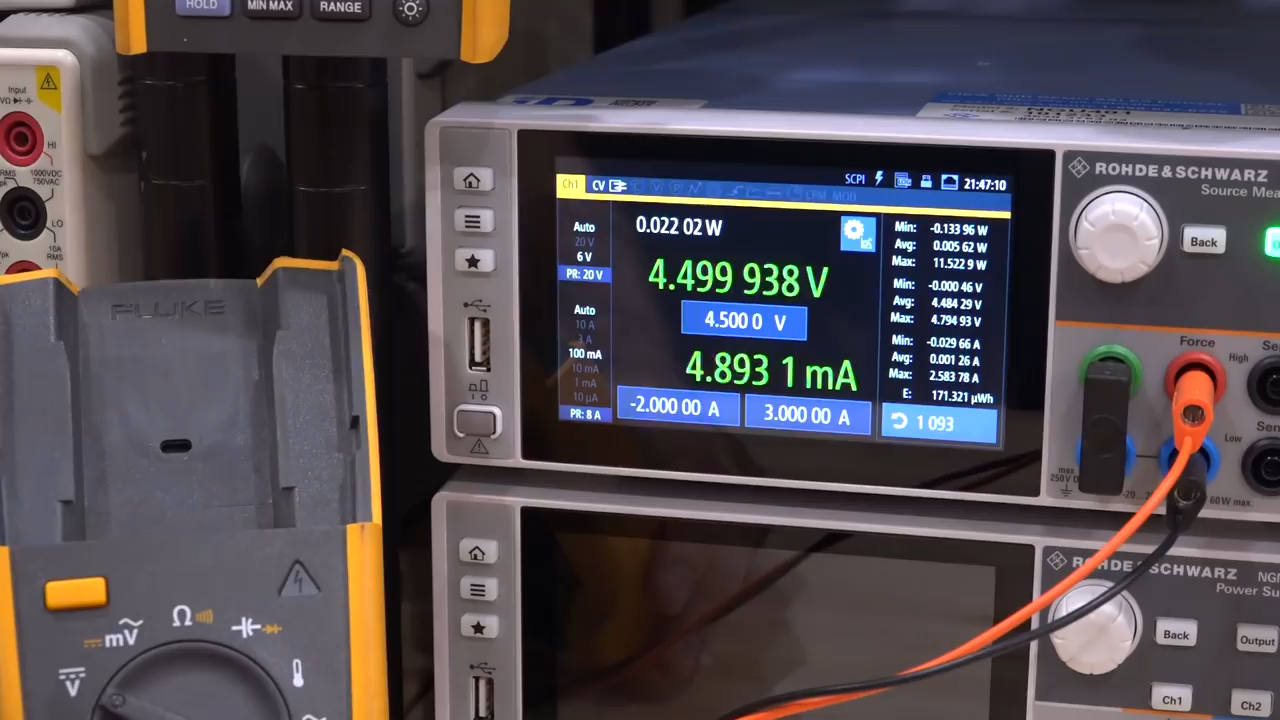 HOLD
MIN MAX
RANGE
Input
HI
1000VDC
750VAC
LO
10A
RMS
FLUKE
mV
Ω
V
NGU401
ROHDE & SCHWARZ
Source Mea
Back
Force
High
Low
60W max
max
250V
SCPI
21:47:10
Ch1
CV
0.022 02 W
Auto
20 V
6 V
PR: 20 V
4.499 938 V
4.500 0 V
Auto
10 A
3 A
100 mA
10 mA
1 mA
10 µA
PR: 8 A
4.893 1 mA
-2.000 00 A
3.000 00 A
Min: -0.133 96 W
Avg: 0.005 62 W
Max: 11.522 9 W
Min: -0.000 46 V
Avg: 4.484 29 V
Max: 4.794 93 V
Min: -0.029 66 A
Avg: 0.001 26 A
Max: 2.583 78 A
E: 171.321 µWh
1 093
ROHDE & SCHWARZ
Power Su
Back
Output
Ch1
Ch2